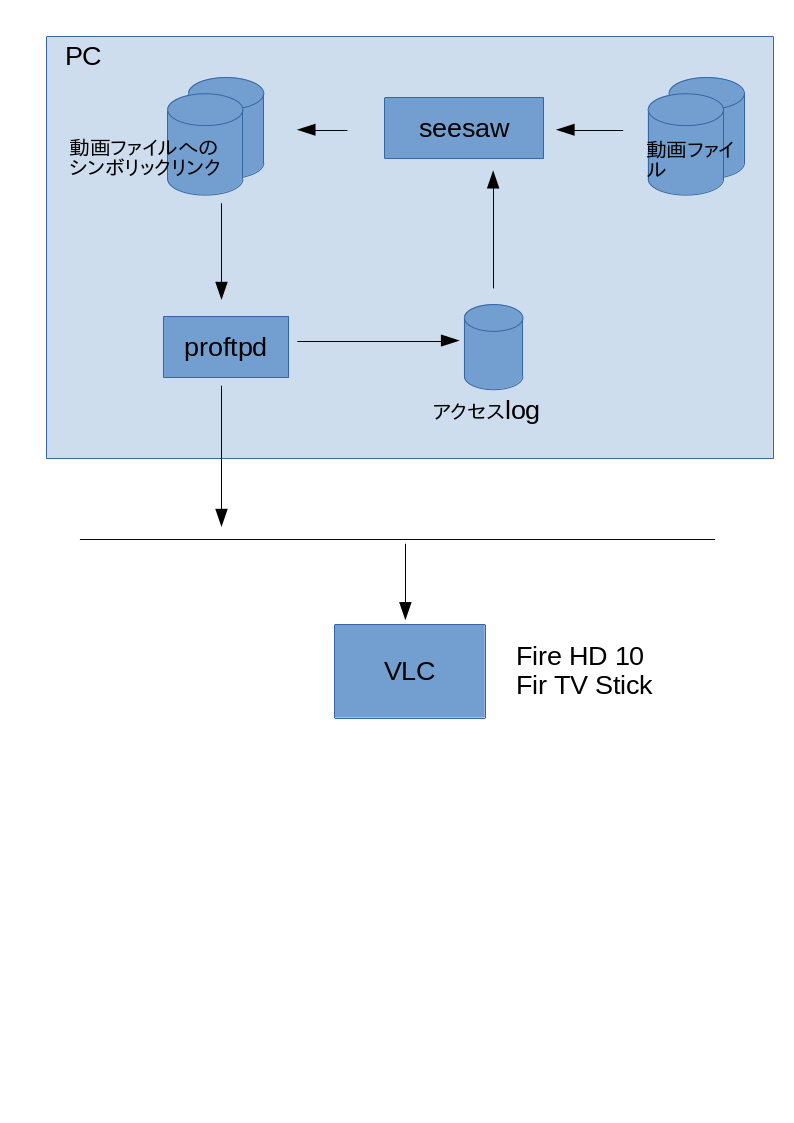 PC
動画ファイルへの
シンボリックリンク
seesaw
動画ファイ
ル
proftpd
アクセスlog
VLC
Fire HD 10
Fir TV Stick